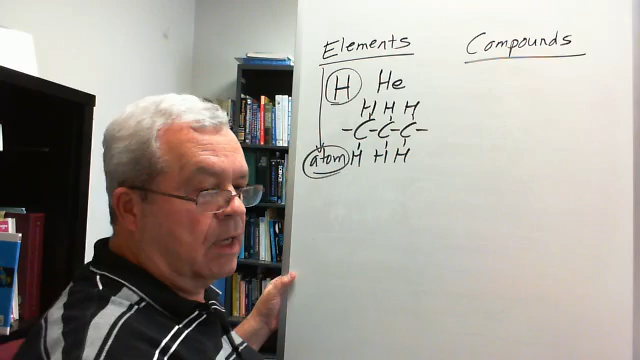 Elements Compounds
H He
H H H
-C-C-C-
atom H H H